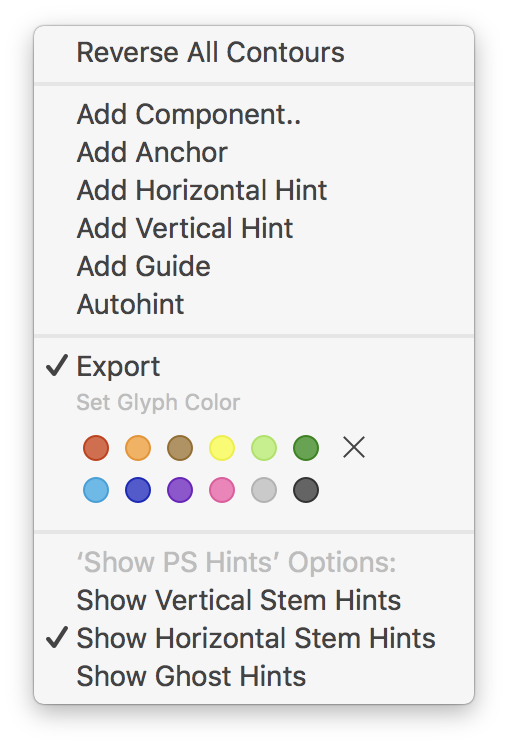 Reverse All Contours
Add Component..
Add Anchor
Add Horizontal Hint
Add Vertical Hint
Add Guide
Autohint
Export
Set Glyph Color
‘Show PS Hints’ Options:
Show Vertical Stem Hints
Show Horizontal Stem Hints
Show Ghost Hints